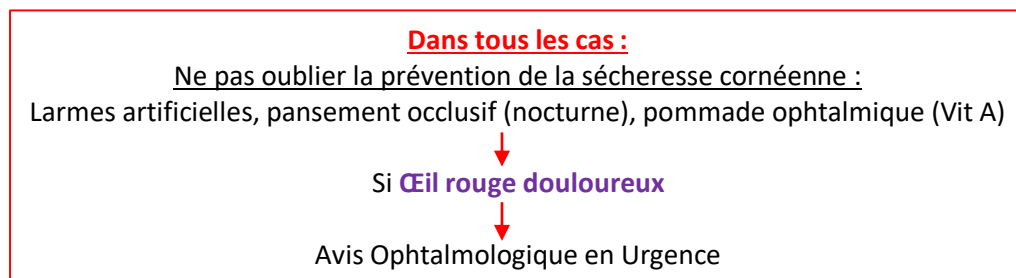 Dans tous les cas :
Ne pas oublier la prévention de la sécheresse cornéenne :
Larmes artificielles, pansement occlusif (nocturne), pommade ophtalmique (Vit A)
Si Œil rouge douloureux
Avis Ophtalmologique en Urgence